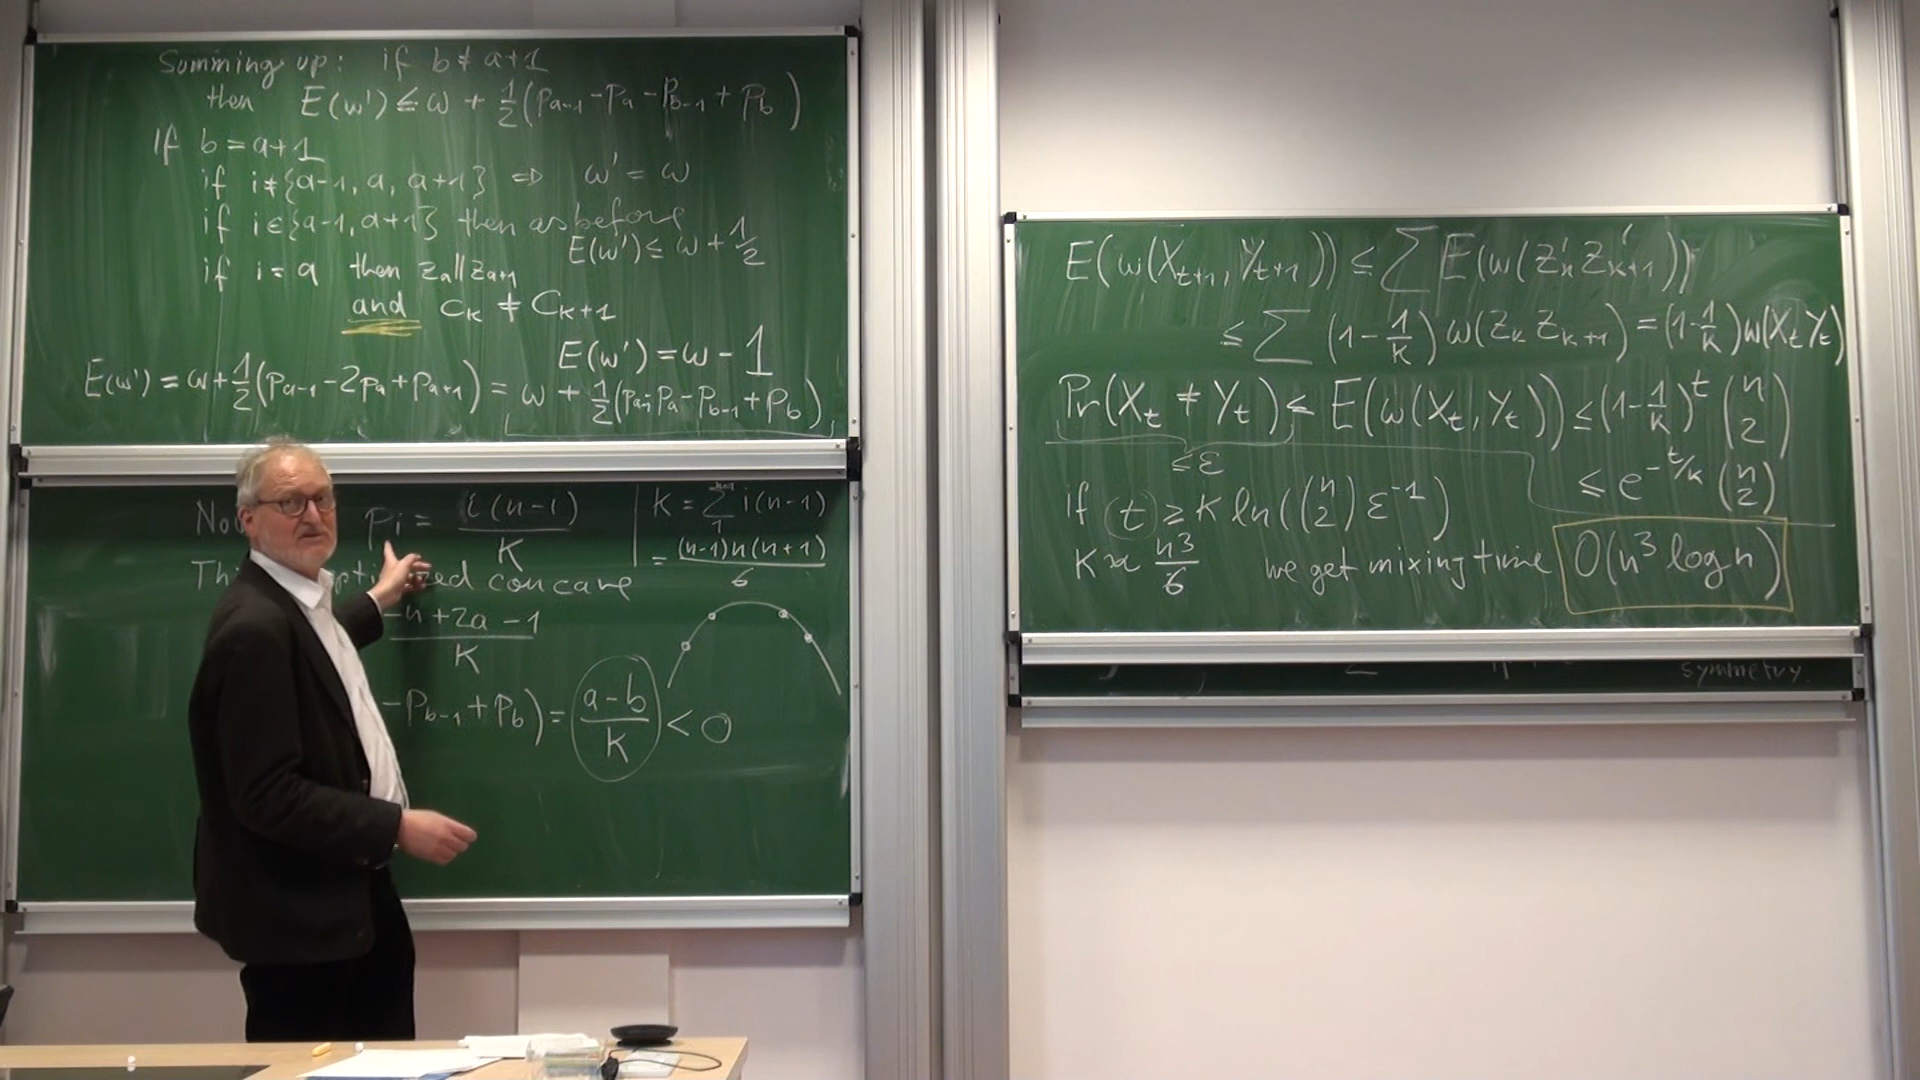 Summing up: if b ≠ a+1
then E(w') ≤ w + 1/2(p_{a-1} - p_a - p_{b-1} + p_b)
If b = a+1
if i ∉ {a-1, a, a+1} ⇒ w' = w
if i ∈ {a-1, a+1} then as before
E(w') ≤ w + 1/2
if i = a then z_a || z_{a+1}
and C_k ≠ C_{k+1}
E(w') = w - 1
E(w') = w + 1/2(p_{a-1} - 2p_a + p_{a+1}) = w + 1/2(p_{a-1} - p_a - p_{b-1} + p_b)
p_i = i(n-i)/K
K = Σ_1^{n-1} i(n-1)
= (n-1)n(n+1)/6
concave
-n+2a-1/K
- p_{b-1} + p_b) = (a-b)/K < 0
E(w(X_{t+1}, Y_{t+1})) ≤ Σ E(w(Z'_k Z'_{k+1}))
≤ Σ (1 - 1/K) w(Z_k Z_{k+1}) = (1 - 1/K) w(X_t Y_t)
Pr(X_t ≠ Y_t) ≤ E(w(X_t, Y_t)) ≤ (1 - 1/K)^t (n 2)
≤ ε
≤ e^{-t/K} (n 2)
if t ≥ K ln((n 2) ε^{-1})
K ≈ n^3/6 we get mixing time O(n^3 log n)
symmetry.